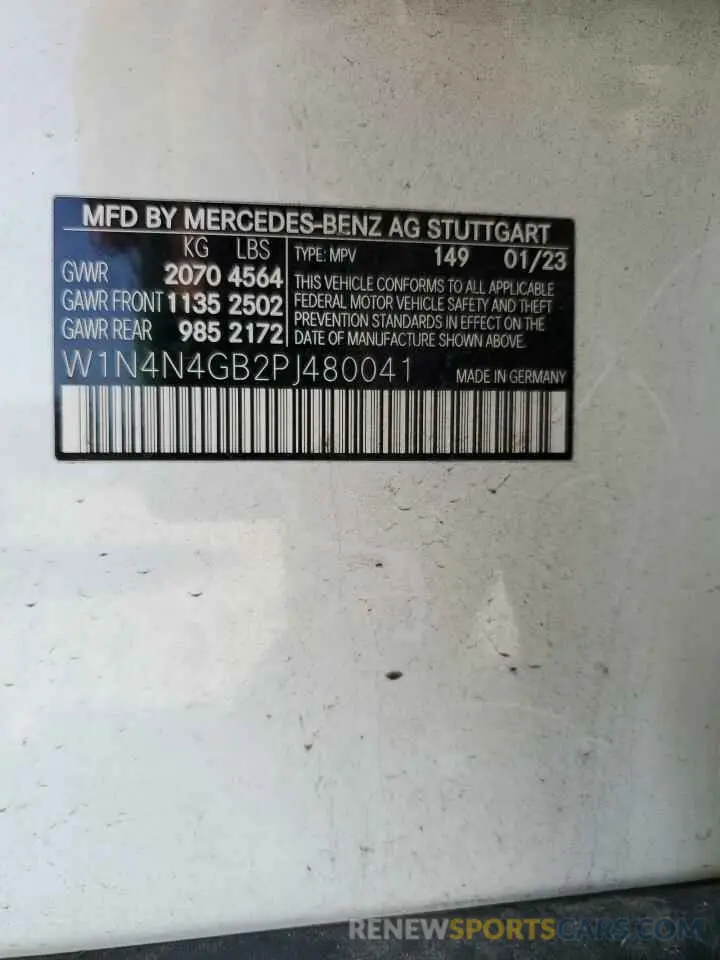 MFD BY MERCEDES-BENZ AG STUTTGART
KG LBS
GVWR 2070 4564
GAWR FRONT 1135 2502
GAWR REAR 985 2172
TYPE: MPV 149 01/23
THIS VEHICLE CONFORMS TO ALL APPLICABLE
FEDERAL MOTOR VEHICLE SAFETY AND THEFT
PREVENTION STANDARDS IN EFFECT ON THE
DATE OF MANUFACTURE SHOWN ABOVE.
W1N4N4GB2PJ480041 MADE IN GERMANY
RENEWSPORTSCARS.COM